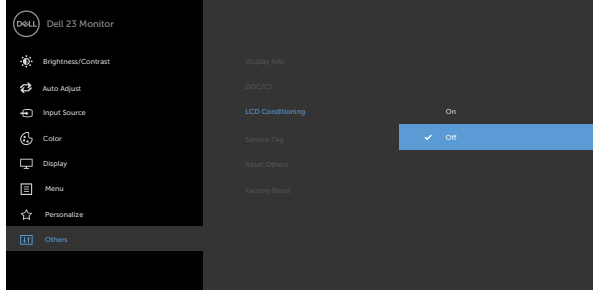 DELL
Dell 23 Monitor
Brightness/Contrast
Auto Adjust
Input Source
Color
Display
Menu
Personalize
Others
Display Info
DDC/CI
LCD Conditioning
Service Tag
Reset Others
Factory Reset
On
Off